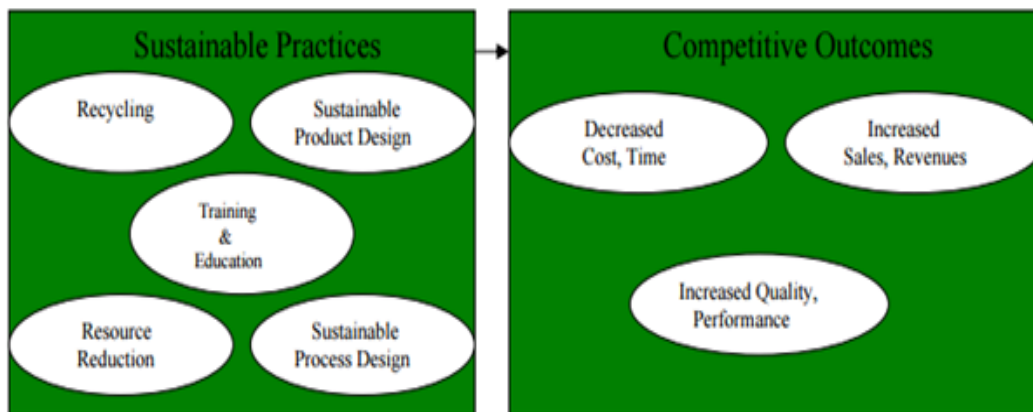 Sustainable Practices
Recycling
Sustainable
Product Design
Training
&
Education
Resource
Reduction
Sustainable
Process Design
Competitive Outcomes
Decreased
Cost, Time
Increased
Sales, Revenues
Increased Quality,
Performance